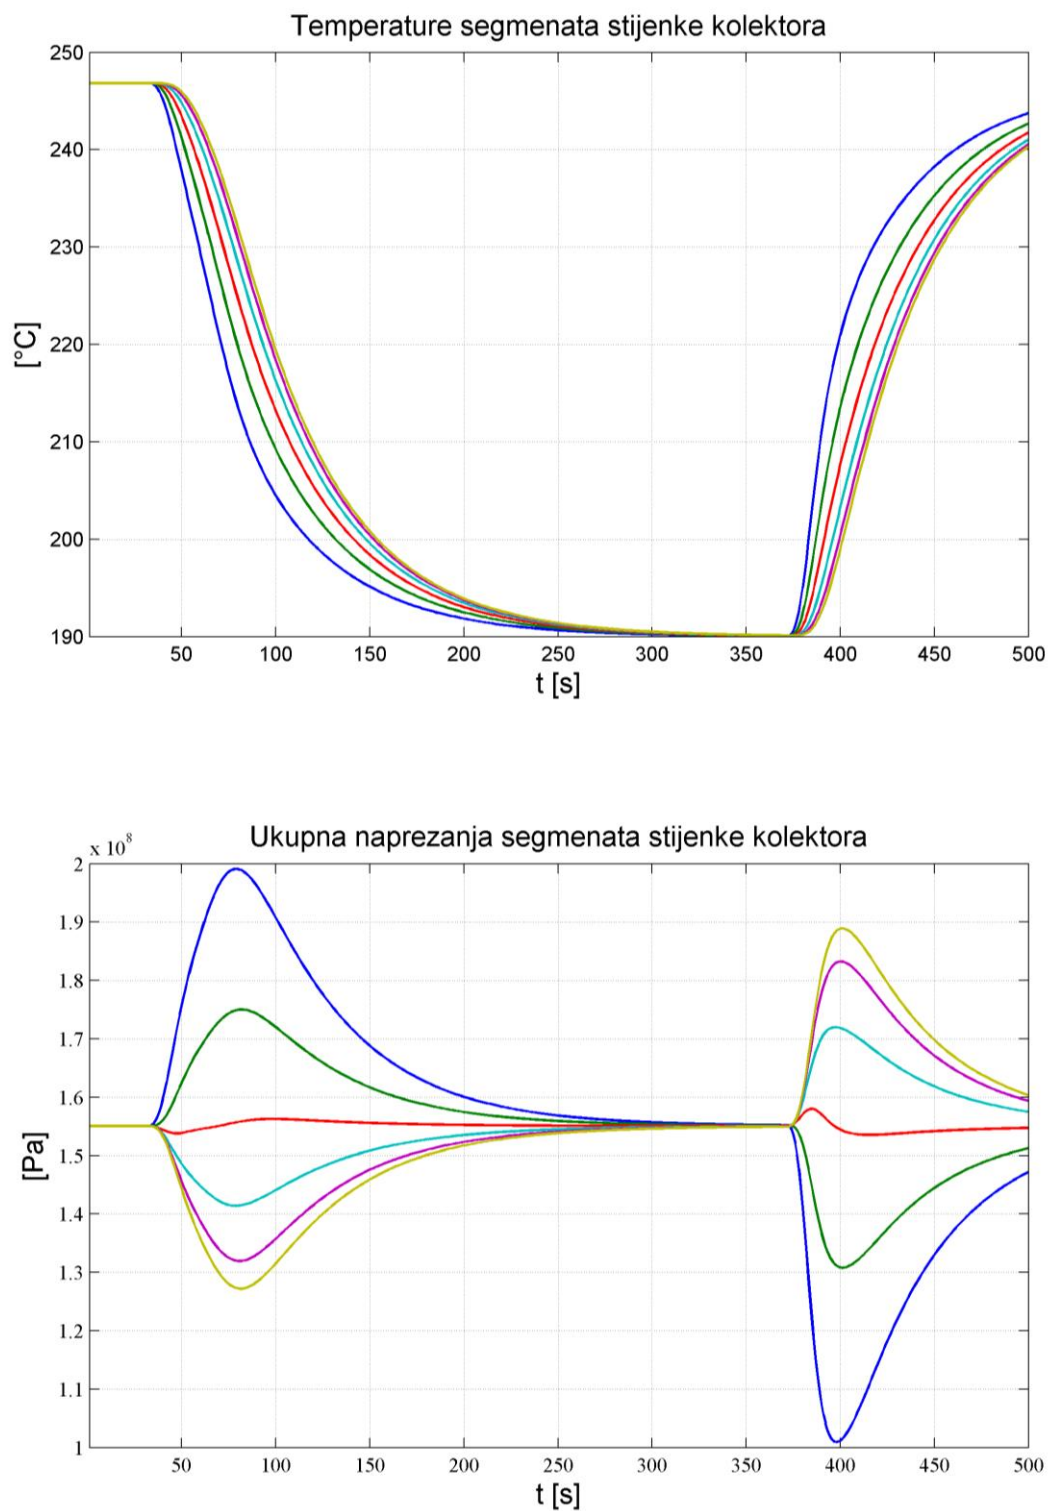 Temperature segmenata stijenke kolektora
250
240
230
220
210
200
190
[°C]
50 100 150 200 250 300 350 400 450 500
t [s]
Ukupna naprezanja segmenata stijenke kolektora
x 10^8
2
1.9
1.8
1.7
1.6
1.5
1.4
1.3
1.2
1.1
1
[Pa]
50 100 150 200 250 300 350 400 450 500
t [s]